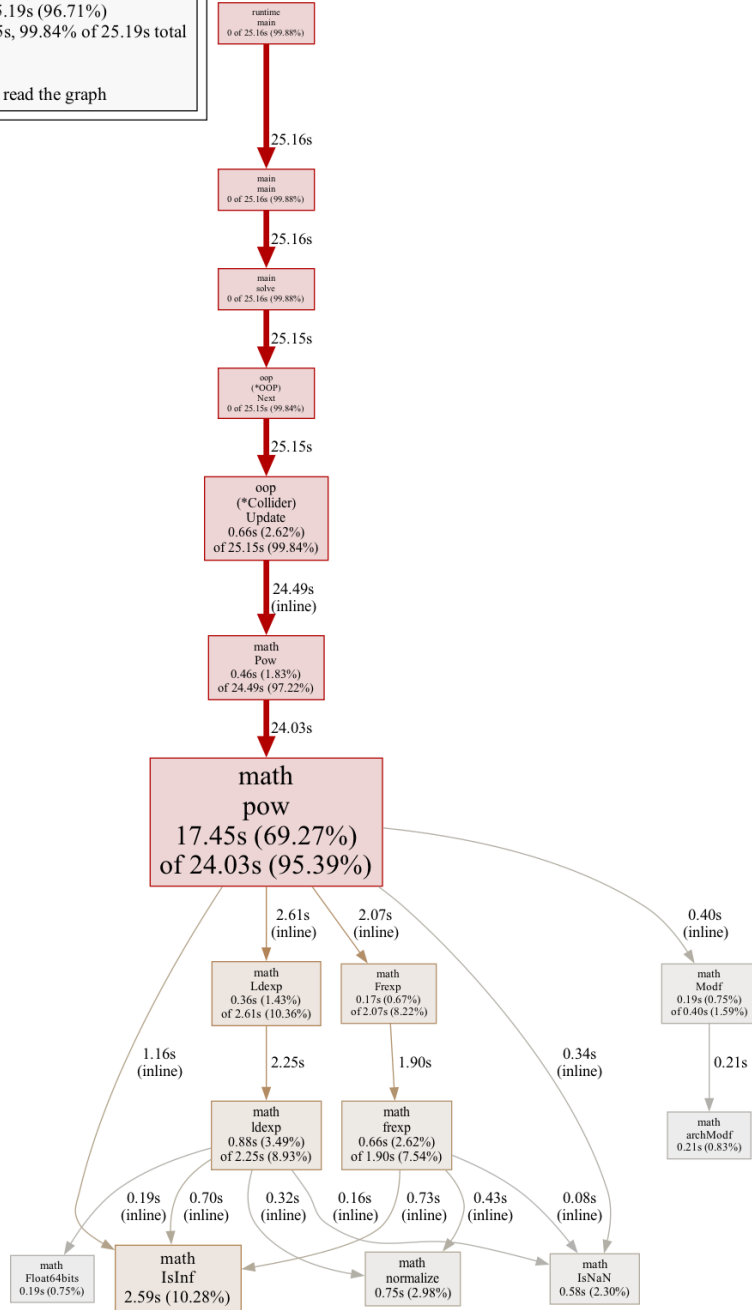 5.19s (96.71%)
s, 99.84% of 25.19s total
read the graph
runtime
main
0 of 25.16s (99.88%)
25.16s
main
main
0 of 25.16s (99.88%)
25.16s
main
solve
0 of 25.16s (99.88%)
25.15s
oop
(*OOP)
Next
0 of 25.15s (99.84%)
25.15s
oop
(*Collider)
Update
0.66s (2.62%)
of 25.15s (99.84%)
24.49s
(inline)
math
Pow
0.46s (1.83%)
of 24.49s (97.22%)
24.03s
math
pow
17.45s (69.27%)
of 24.03s (95.39%)
2.61s
(inline)
2.07s
(inline)
0.40s
(inline)
math
Ldexp
0.36s (1.43%)
of 2.61s (10.36%)
math
Frexp
0.17s (0.67%)
of 2.07s (8.22%)
math
Modf
0.19s (0.75%)
of 0.40s (1.59%)
1.16s
(inline)
2.25s
1.90s
0.34s
(inline)
0.21s
math
ldexp
0.88s (3.49%)
of 2.25s (8.93%)
math
frexp
0.66s (2.62%)
of 1.90s (7.54%)
math
archModf
0.21s (0.83%)
0.19s
(inline)
0.70s
(inline)
0.32s
(inline)
0.16s
(inline)
0.73s
(inline)
0.43s
(inline)
0.08s
(inline)
math
Float64bits
0.19s (0.75%)
math
IsInf
2.59s (10.28%)
math
normalize
0.75s (2.98%)
math
IsNaN
0.58s (2.30%)